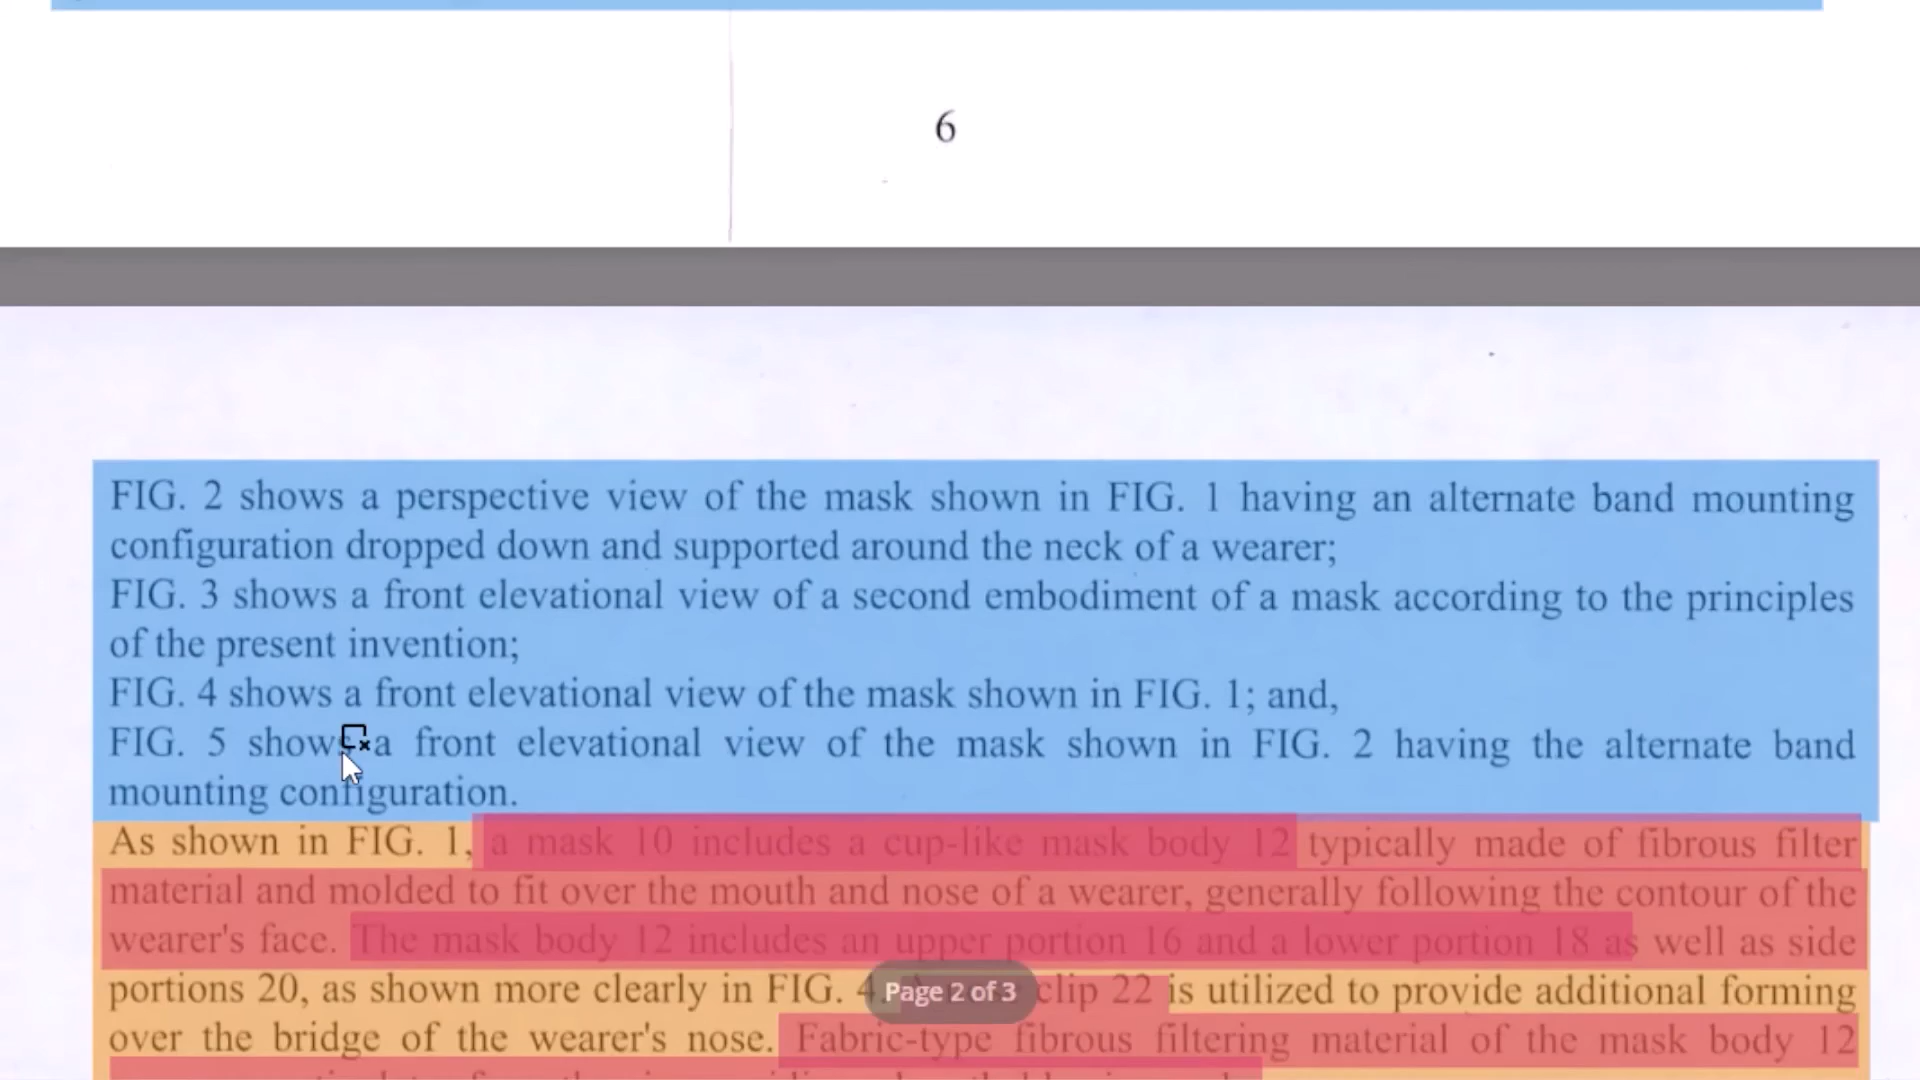 6
FIG. 2 shows a perspective view of the mask shown in FIG. 1 having an alternate band mounting
configuration dropped down and supported around the neck of a wearer;
FIG. 3 shows a front elevational view of a second embodiment of a mask according to the principles
of the present invention;
FIG. 4 shows a front elevational view of the mask shown in FIG. 1; and,
FIG. 5 shows a front elevational view of the mask shown in FIG. 2 having the alternate band
mounting configuration.
As shown in FIG. 1, a mask 10 includes a cup-like mask body 12 typically made of fibrous filter
material and molded to fit over the mouth and nose of a wearer, generally following the contour of the
wearer's face. The mask body 12 includes an upper portion 16 and a lower portion 18 as well as side
portions 20, as shown more clearly in FIG. 4 clip 22 is utilized to provide additional forming
Page 2 of 3
over the bridge of the wearer's nose. Fabric-type fibrous filtering material of the mask body 12